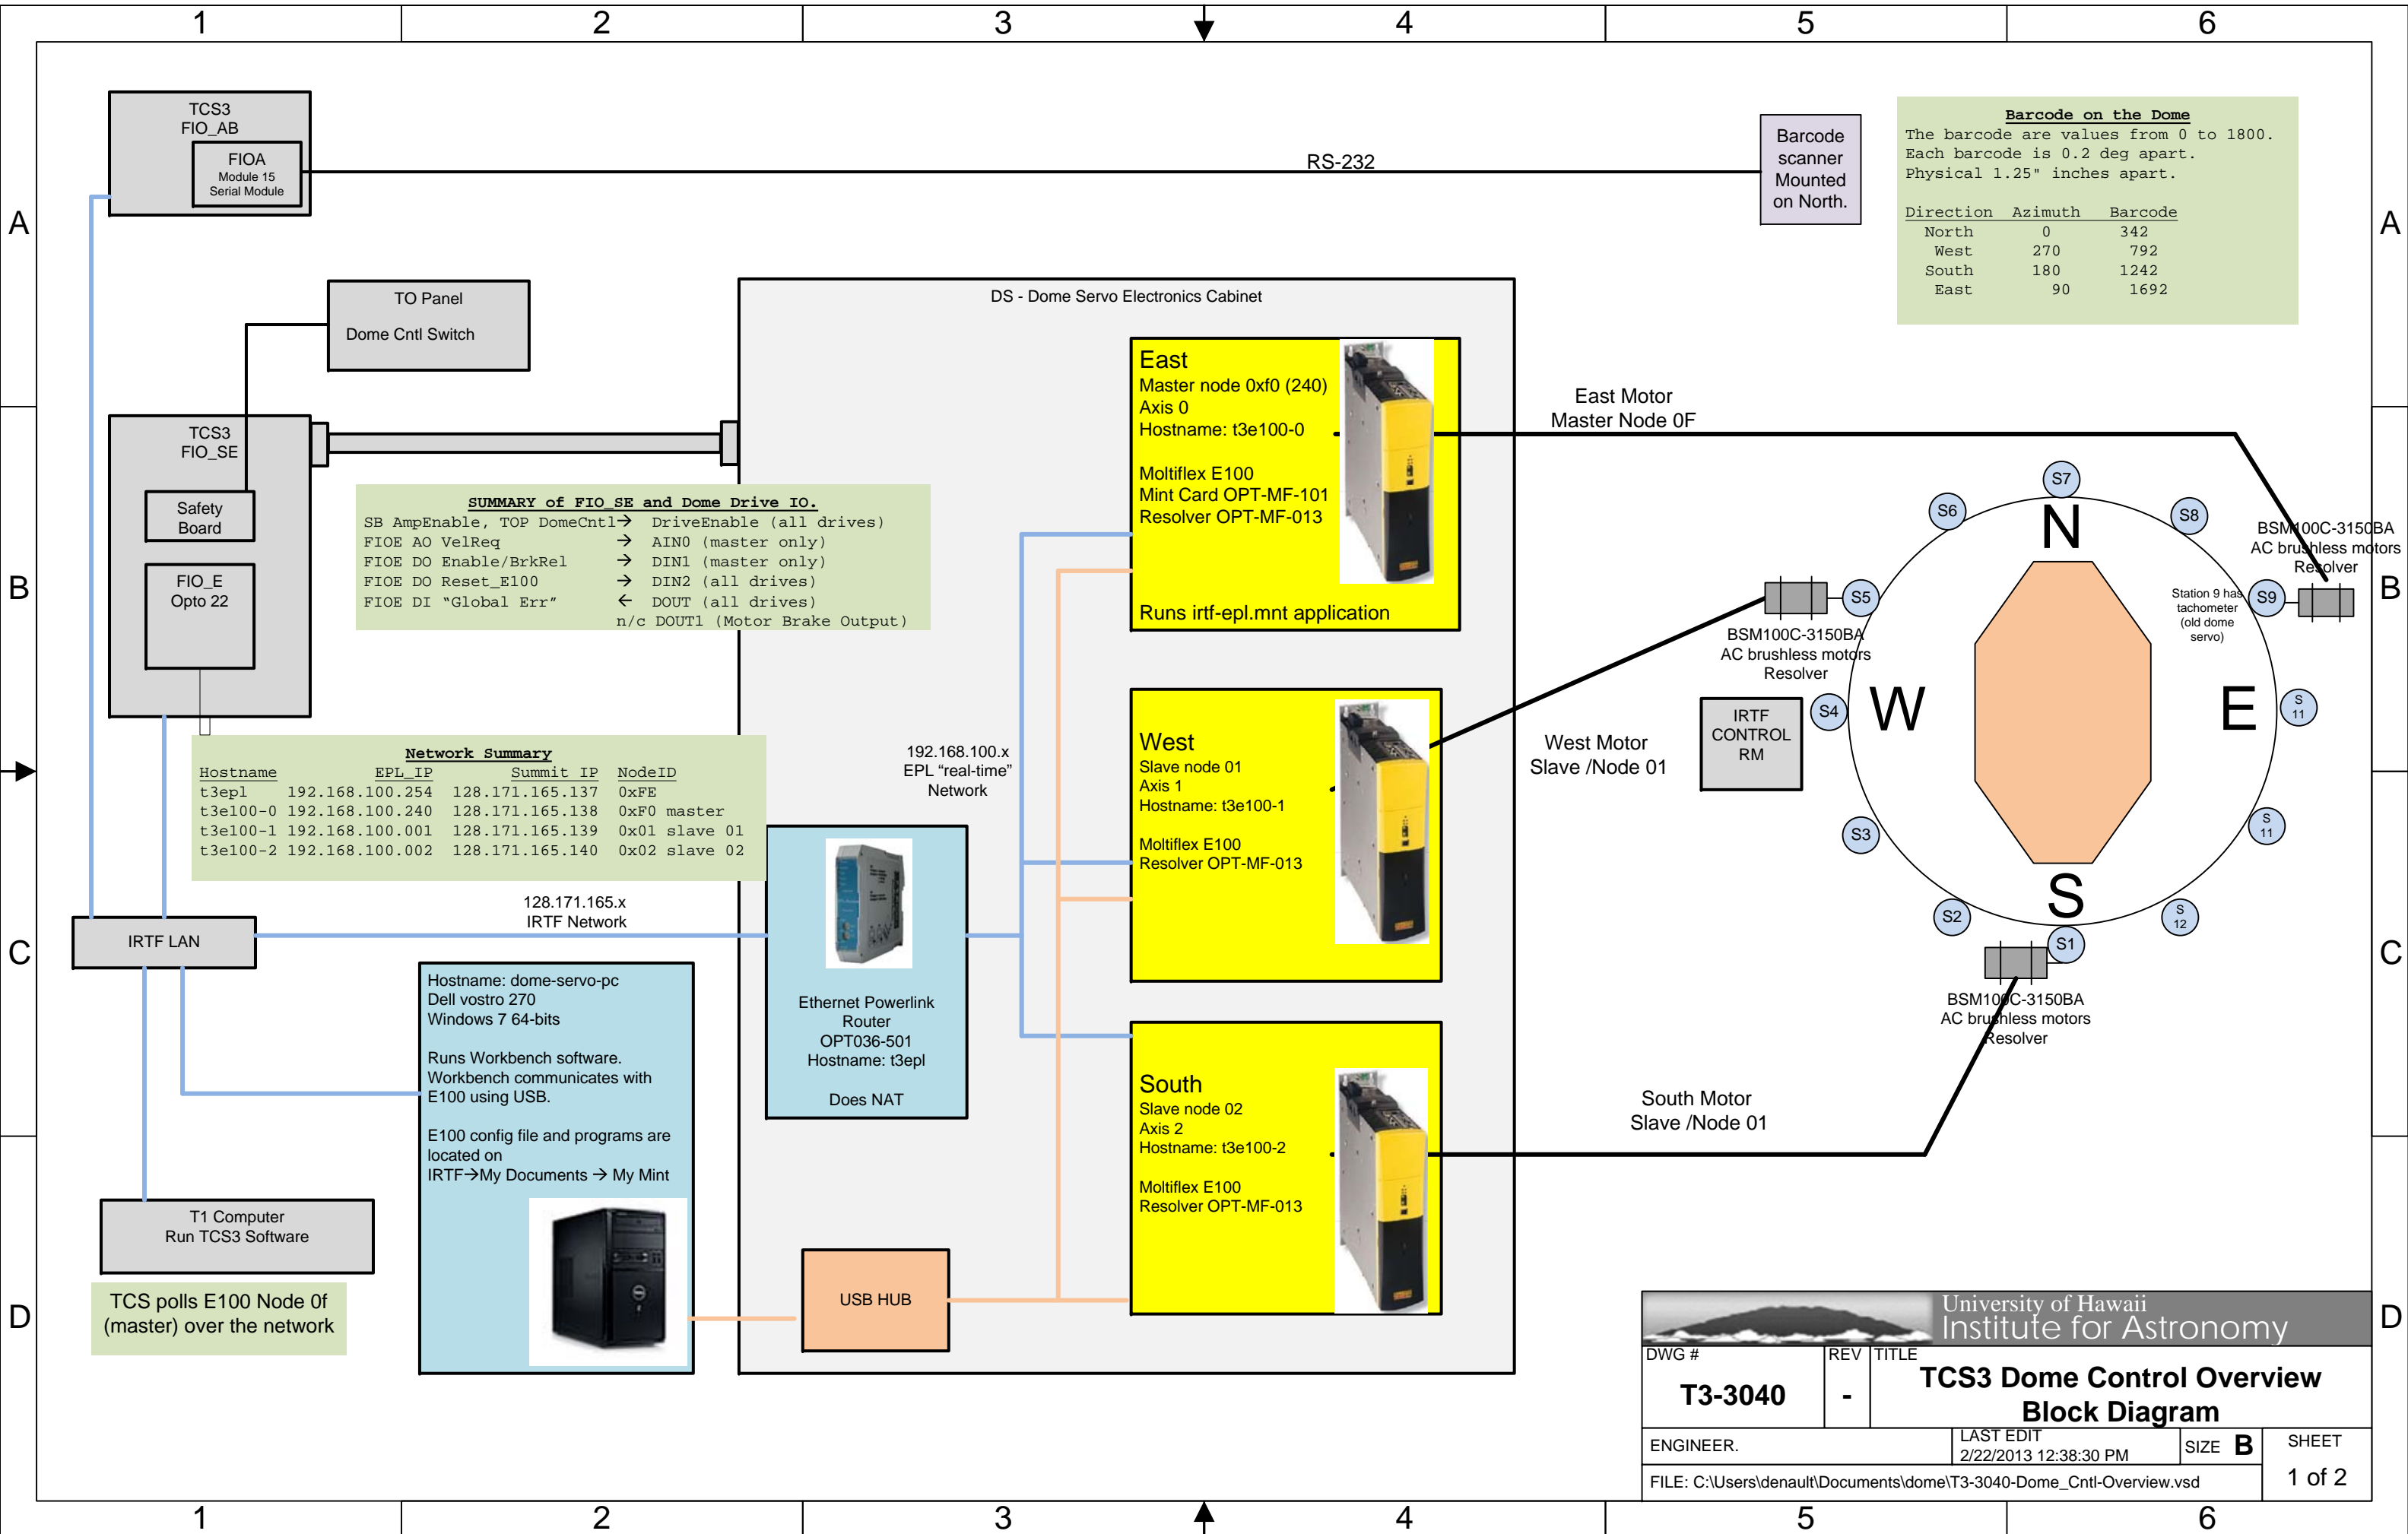 1 2 3 4 5 6
A
B
C
D
TCS3
FIO_AB
FIOA
Module 15
Serial Module
RS-232
Barcode
scanner
Mounted
on North.
Barcode on the Dome
The barcode are values from 0 to 1800.
Each barcode is 0.2 deg apart.
Physical 1.25" inches apart.
Direction Azimuth Barcode
North 0 342
West 270 792
South 180 1242
East 90 1692
TO Panel
Dome Cntl Switch
TCS3
FIO_SE
Safety
Board
FIO_E
Opto 22
SUMMARY of FIO_SE and Dome Drive IO.
SB AmpEnable, TOP DomeCntl→ DriveEnable (all drives)
FIOE AO VelReq → AIN0 (master only)
FIOE DO Enable/BrkRel → DIN1 (master only)
FIOE DO Reset_E100 → DIN2 (all drives)
FIOE DI “Global Err” ← DOUT (all drives)
n/c DOUT1 (Motor Brake Output)
Network Summary
Hostname EPL_IP Summit IP NodeID
t3epl 192.168.100.254 128.171.165.137 0xFE
t3e100-0 192.168.100.240 128.171.165.138 0xF0 master
t3e100-1 192.168.100.001 128.171.165.139 0x01 slave 01
t3e100-2 192.168.100.002 128.171.165.140 0x02 slave 02
IRTF LAN
128.171.165.x
IRTF Network
T1 Computer
Run TCS3 Software
TCS polls E100 Node 0f
(master) over the network
Hostname: dome-servo-pc
Dell vostro 270
Windows 7 64-bits
Runs Workbench software.
Workbench communicates with
E100 using USB.
E100 config file and programs are
located on
IRTF→My Documents → My Mint
DS - Dome Servo Electronics Cabinet
192.168.100.x
EPL “real-time”
Network
Ethernet Powerlink
Router
OPT036-501
Hostname: t3epl
Does NAT
USB HUB
East
Master node 0xf0 (240)
Axis 0
Hostname: t3e100-0
Moltiflex E100
Mint Card OPT-MF-101
Resolver OPT-MF-013
Runs irtf-epl.mnt application
West
Slave node 01
Axis 1
Hostname: t3e100-1
Moltiflex E100
Resolver OPT-MF-013
South
Slave node 02
Axis 2
Hostname: t3e100-2
Moltiflex E100
Resolver OPT-MF-013
East Motor
Master Node 0F
West Motor
Slave /Node 01
South Motor
Slave /Node 01
S7
S6
S8
N
BSM100C-3150BA
AC brushless motors
Resolver
S5
S9
Station 9 has
tachometer
(old dome
servo)
BSM100C-3150BA
AC brushless motors
Resolver
IRTF
CONTROL
RM
S4
W
E
S
11
S3
S
11
S
S2
S
12
S1
BSM100C-3150BA
AC brushless motors
Resolver
University of Hawaii
Institute for Astronomy
DWG # REV TITLE
T3-3040 - TCS3 Dome Control Overview
Block Diagram
ENGINEER. LAST EDIT
2/22/2013 12:38:30 PM
SIZE B
SHEET
1 of 2
FILE: C:\Users\denault\Documents\dome\T3-3040-Dome_Cntl-Overview.vsd
A
B
C
D
1 2 3 4 5 6